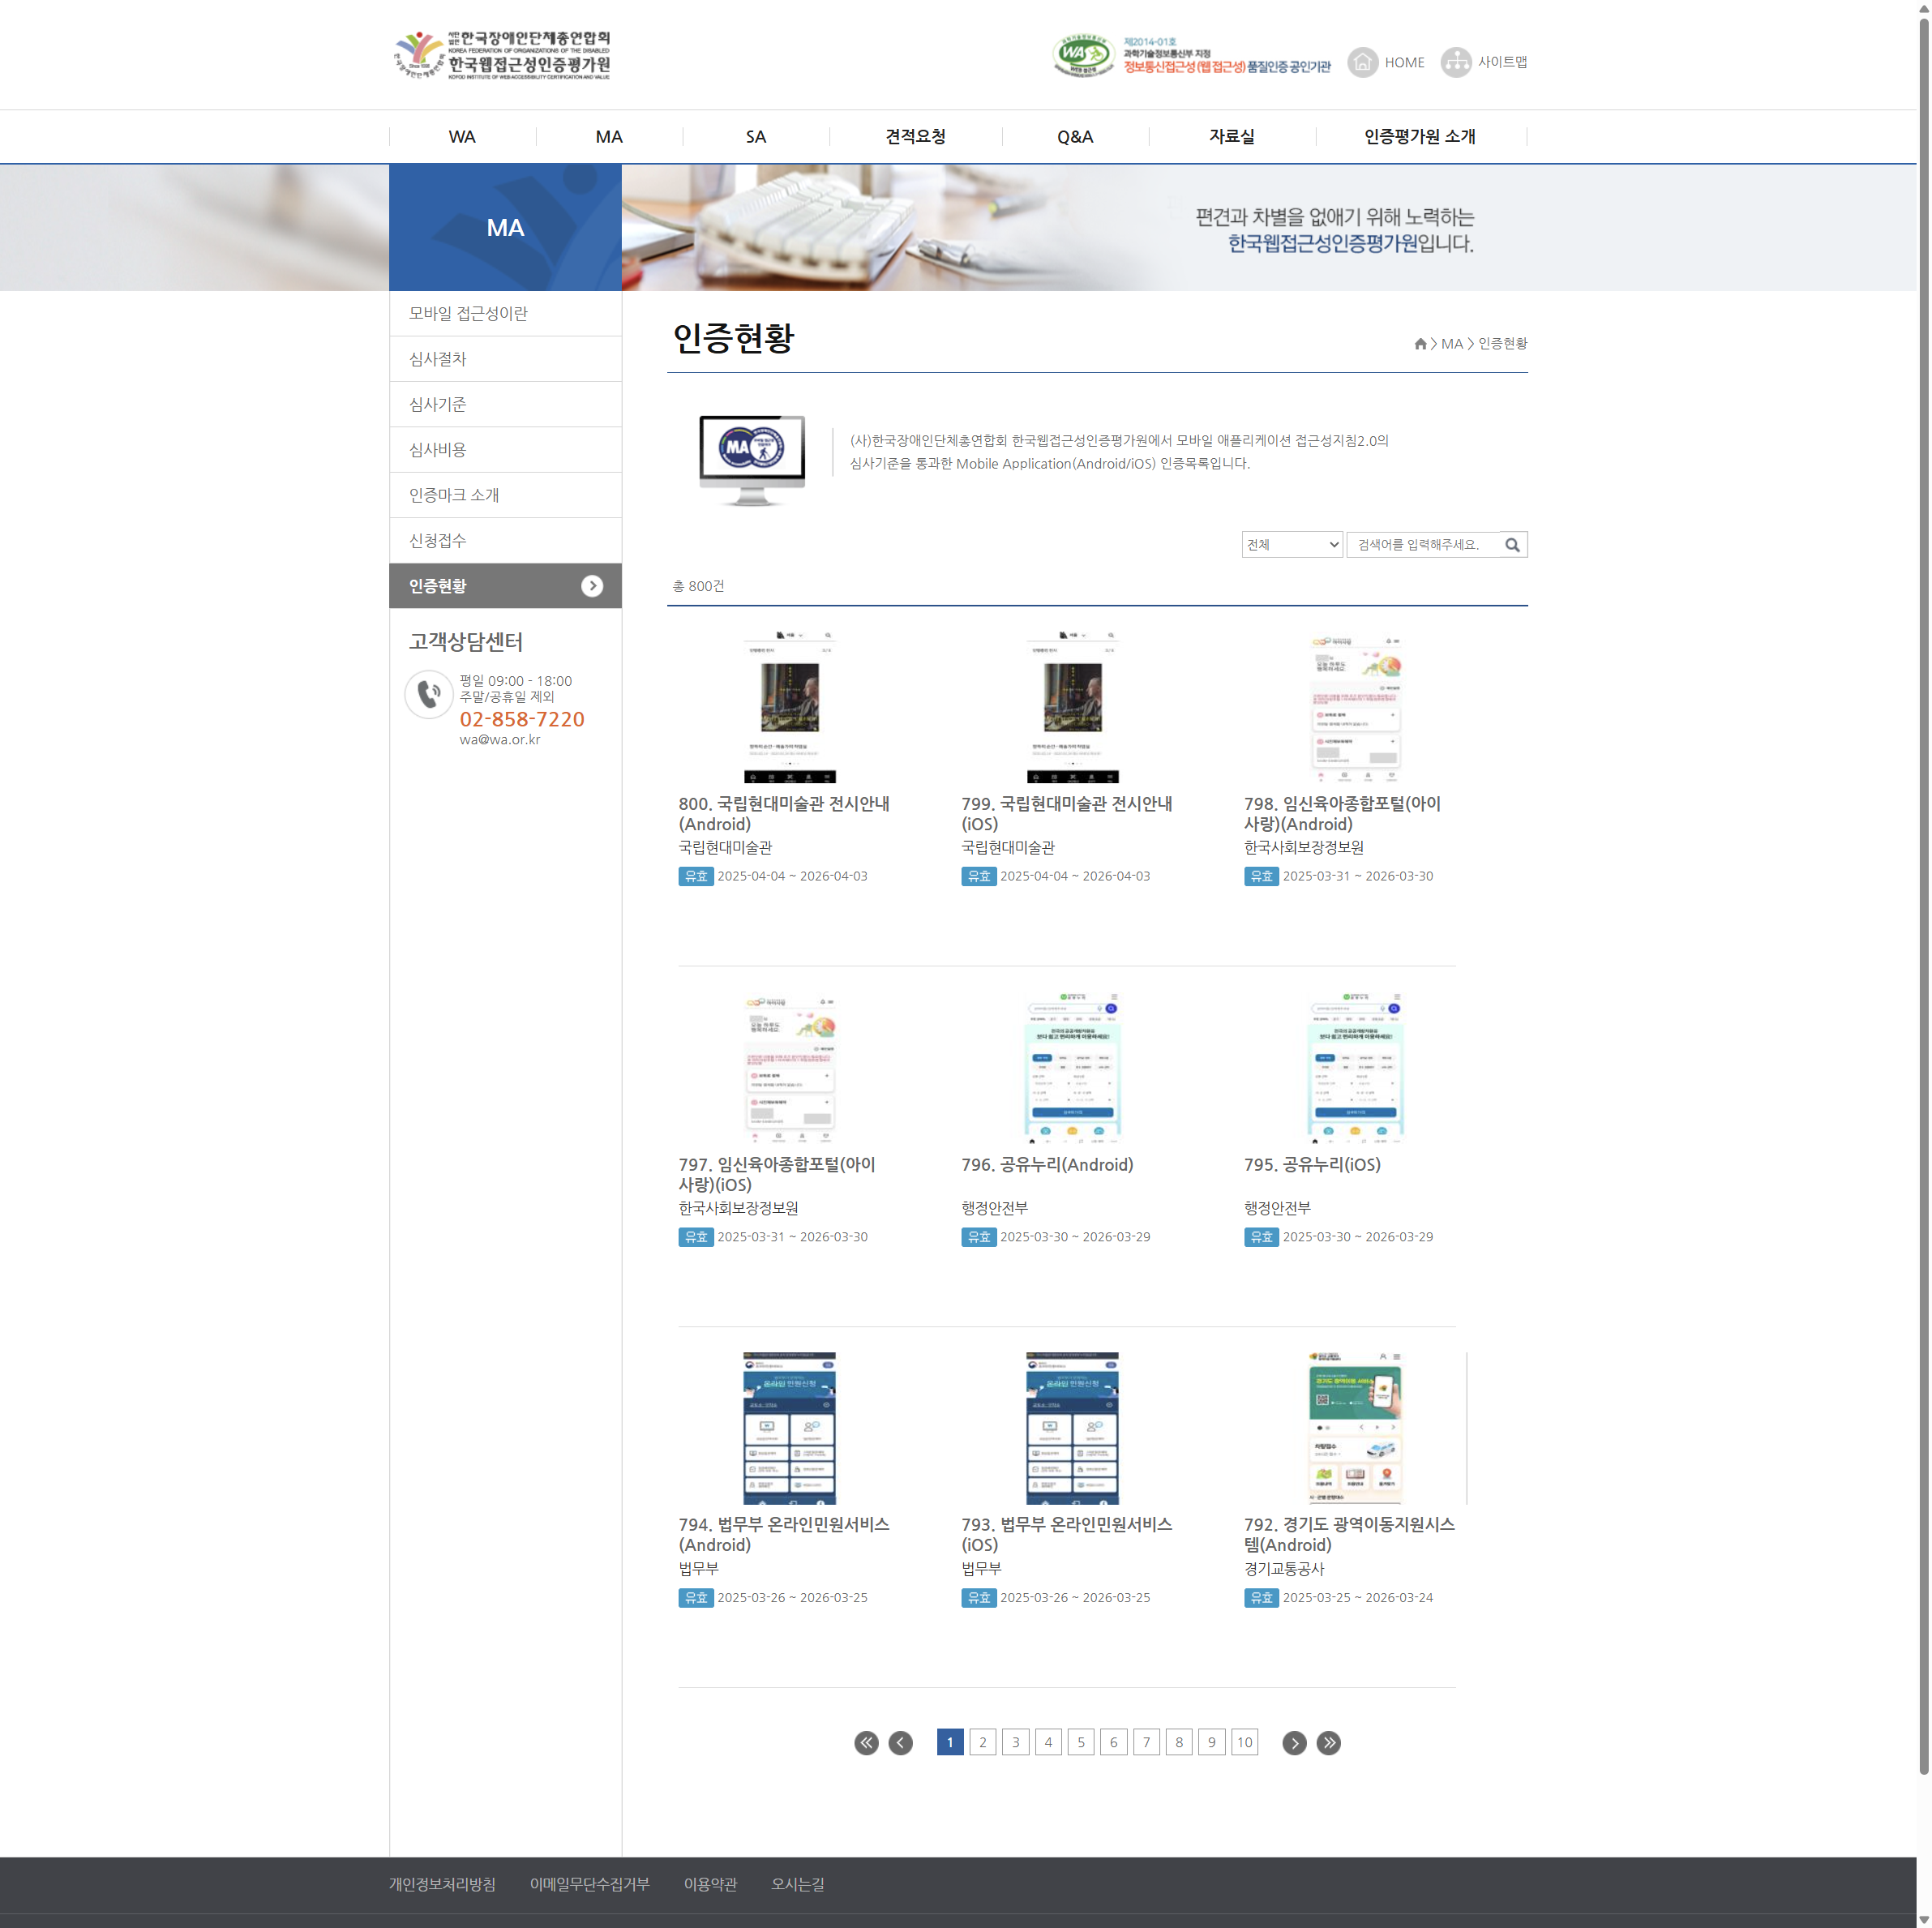 사단법인 한국장애인단체총연합회
KOREA FEDERATION OF ORGANIZATIONS OF THE DISABLED
한국웹접근성인증평가원
KOFOD INSTITUTE OF WEB ACCESSIBILITY CERTIFICATION AND VALUE
WA
제2014-01호
과학기술정보통신부 지정
정보통신접근성(웹 접근성) 품질인증 공인기관
HOME
사이트맵
WA
MA
SA
견적요청
Q&A
자료실
인증평가원 소개
MA
편견과 차별을 없애기 위해 노력하는
한국웹접근성인증평가원입니다.
모바일 접근성이란
심사절차
심사기준
심사비용
인증마크 소개
신청접수
인증현황
고객상담센터
평일 09:00 - 18:00
주말/공휴일 제외
02-858-7220
wa@wa.or.kr
인증현황
> MA > 인증현황
MA
(사)한국장애인단체총연합회 한국웹접근성인증평가원에서 모바일 애플리케이션 접근성지침2.0의
심사기준을 통과한 Mobile Application(Android/iOS) 인증목록입니다.
전체
검색어를 입력해주세요.
총 800건
800. 국립현대미술관 전시안내
(Android)
국립현대미술관
유효 2025-04-04 ~ 2026-04-03
799. 국립현대미술관 전시안내
(iOS)
국립현대미술관
유효 2025-04-04 ~ 2026-04-03
798. 임신육아종합포털(아이
사랑)(Android)
한국사회보장정보원
유효 2025-03-31 ~ 2026-03-30
797. 임신육아종합포털(아이
사랑)(iOS)
한국사회보장정보원
유효 2025-03-31 ~ 2026-03-30
796. 공유누리(Android)
행정안전부
유효 2025-03-30 ~ 2026-03-29
795. 공유누리(iOS)
행정안전부
유효 2025-03-30 ~ 2026-03-29
온라인 민원신청
794. 법무부 온라인민원서비스
(Android)
법무부
유효 2025-03-26 ~ 2026-03-25
온라인 민원신청
793. 법무부 온라인민원서비스
(iOS)
법무부
유효 2025-03-26 ~ 2026-03-25
792. 경기도 광역이동지원시스
템(Android)
경기교통공사
유효 2025-03-25 ~ 2026-03-24
1 2 3 4 5 6 7 8 9 10
개인정보처리방침
이메일무단수집거부
이용약관
오시는길